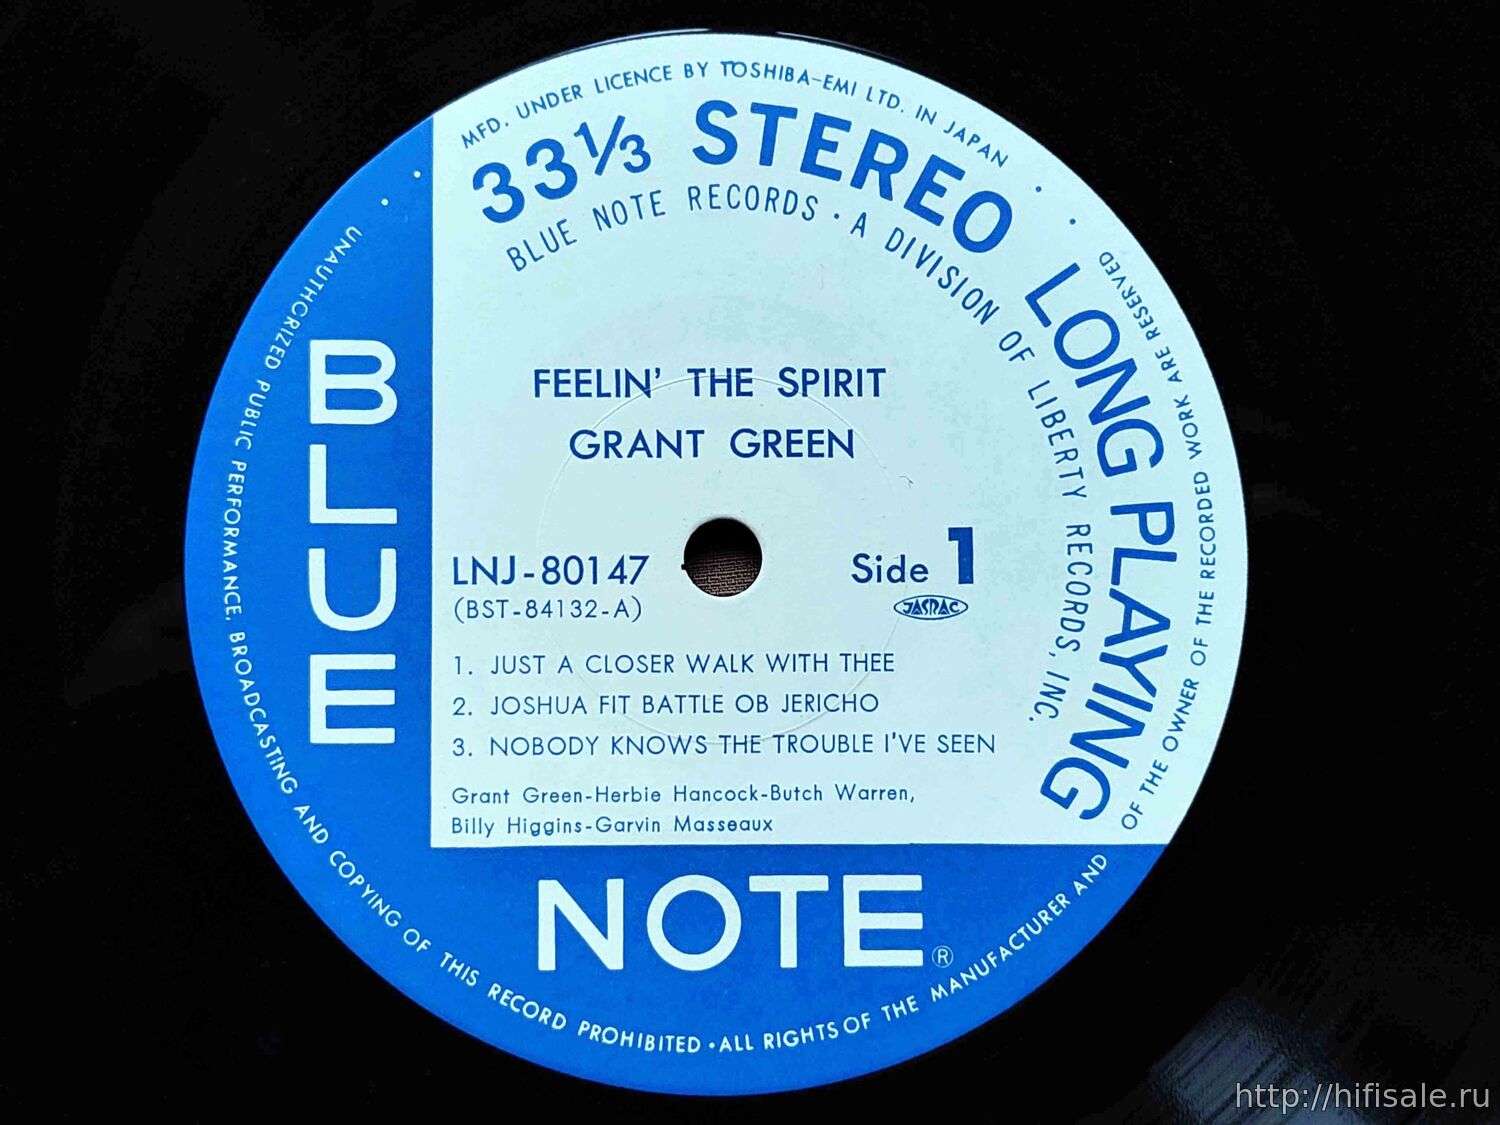 MFD. UNDER LICENCE BY TOSHIBA-EMI LTD. IN JAPAN
33⅓ STEREO LONG PLAYING
BLUE NOTE RECORDS · A DIVISION OF LIBERTY RECORDS, INC.
FEELIN' THE SPIRIT
GRANT GREEN
LNJ-80147
(BST-84132-A)
Side 1
JASRAC
1. JUST A CLOSER WALK WITH THEE
2. JOSHUA FIT BATTLE OB JERICHO
3. NOBODY KNOWS THE TROUBLE I'VE SEEN
Grant Green-Herbie Hancock-Butch Warren,
Billy Higgins-Garvin Masseaux
BLUE
NOTE®
UNAUTHORIZED PUBLIC PERFORMANCE, BROADCASTING AND COPYING OF THIS RECORD PROHIBITED · ALL RIGHTS OF THE MANUFACTURER AND OF THE OWNER OF THE RECORDED WORK ARE RESERVED
http://hifisale.ru